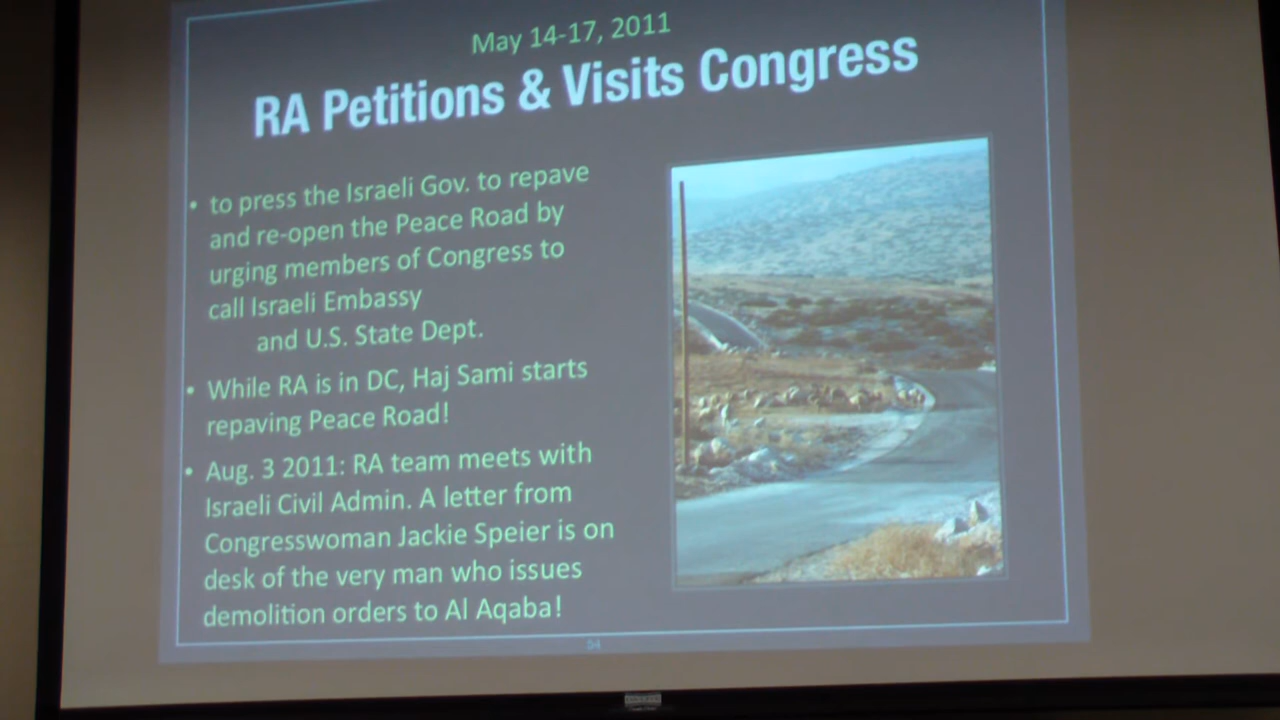 May 14-17, 2011
RA Petitions & Visits Congress
• to press the Israeli Gov. to repave
and re-open the Peace Road by
urging members of Congress to
call Israeli Embassy
and U.S. State Dept.
• While RA is in DC, Haj Sami starts
repaving Peace Road!
• Aug. 3 2011: RA team meets with
Israeli Civil Admin. A letter from
Congresswoman Jackie Speier is on
desk of the very man who issues
demolition orders to Al Aqaba!